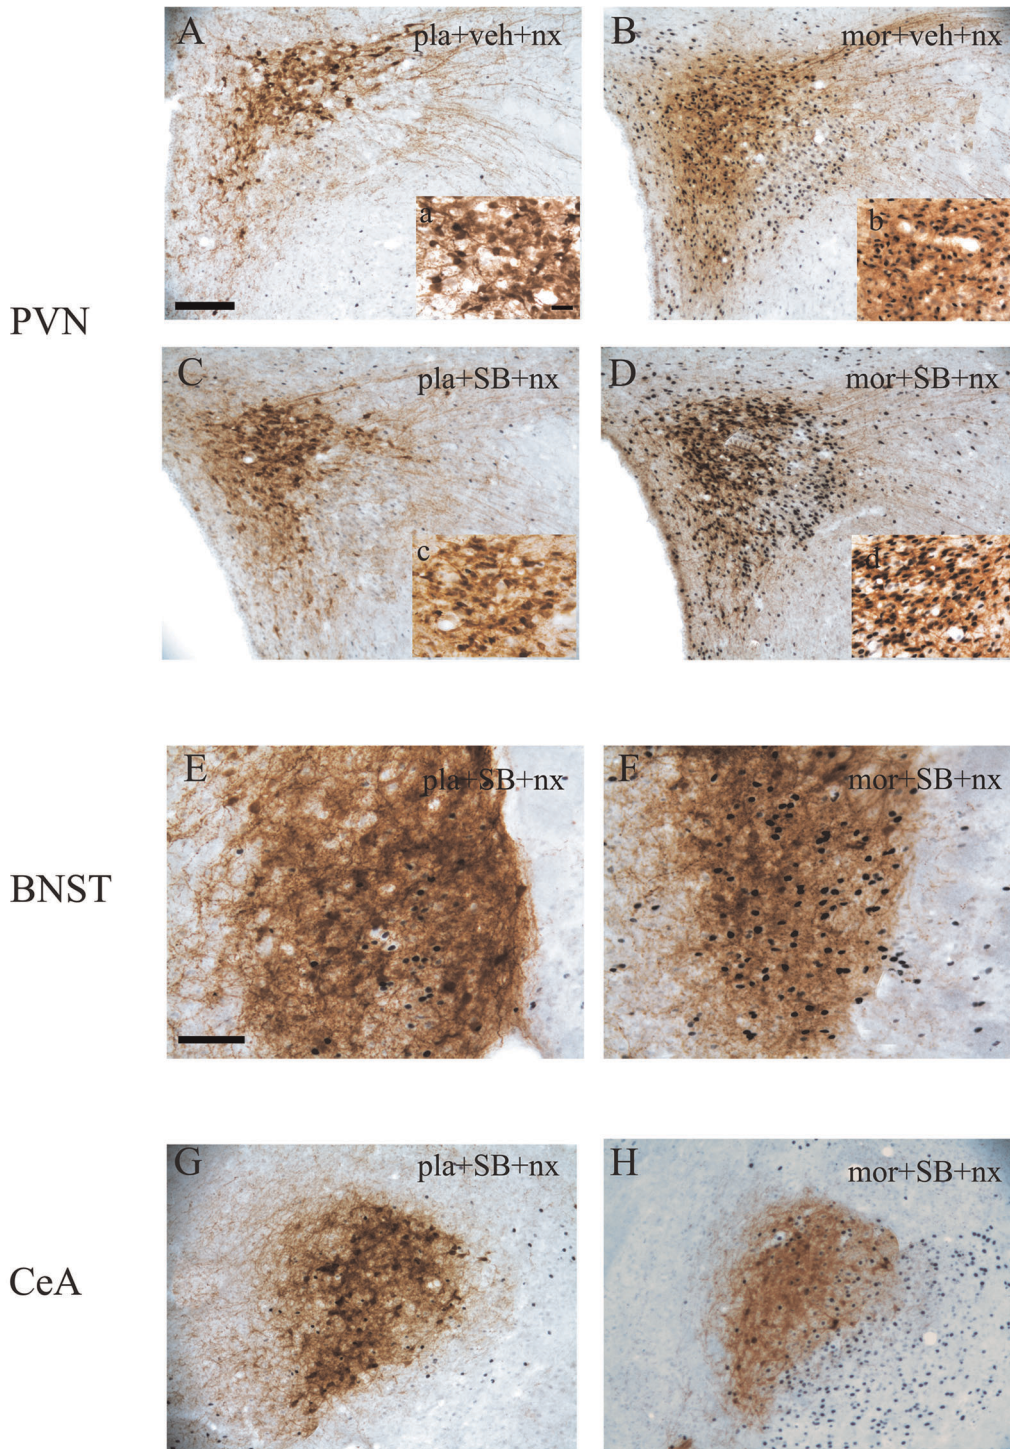 A pla+veh+nx
B mor+veh+nx
a
b
PVN
C pla+SB+nx
D mor+SB+nx
c
d
E pla+SB+nx
F mor+SB+nx
BNST
G pla+SB+nx
H mor+SB+nx
CeA